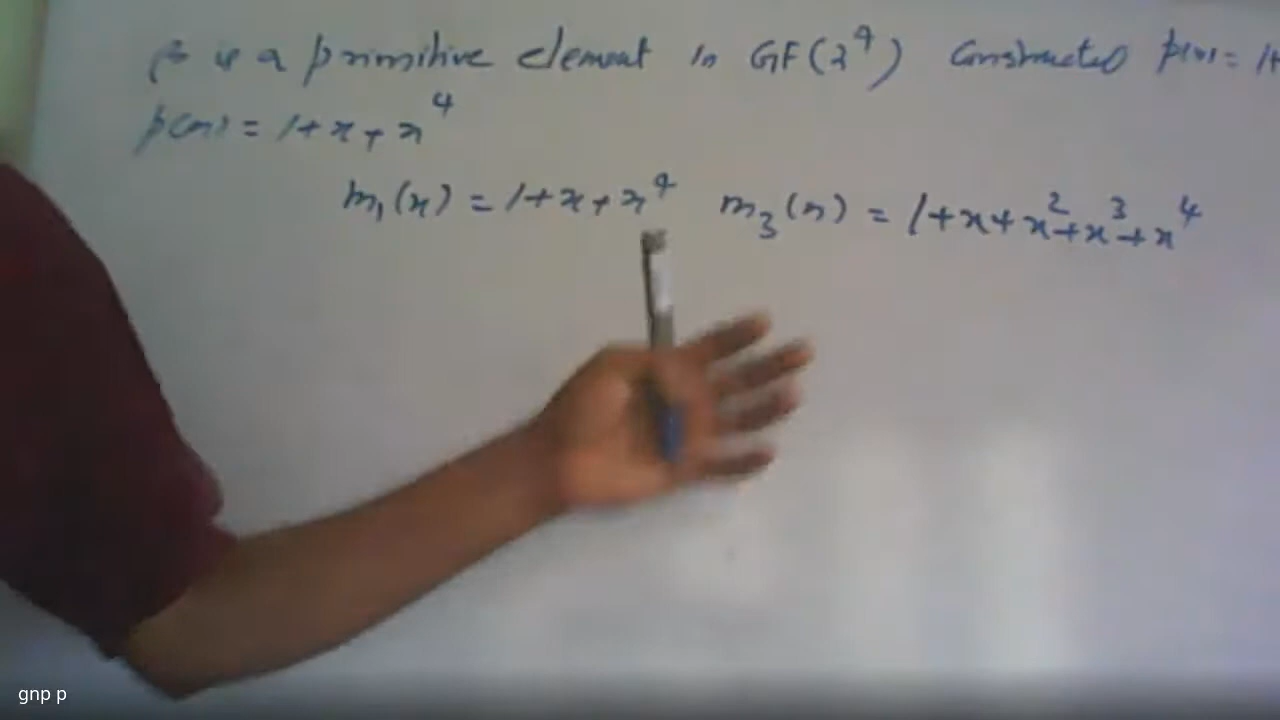 β is a primitive element in GF(2⁴) Constructed p(x) = 1+
p(x) = 1 + x + x⁴
m₁(x) = 1 + x + x⁴ m₃(x) = 1 + x + x² + x³ + x⁴
gnp p